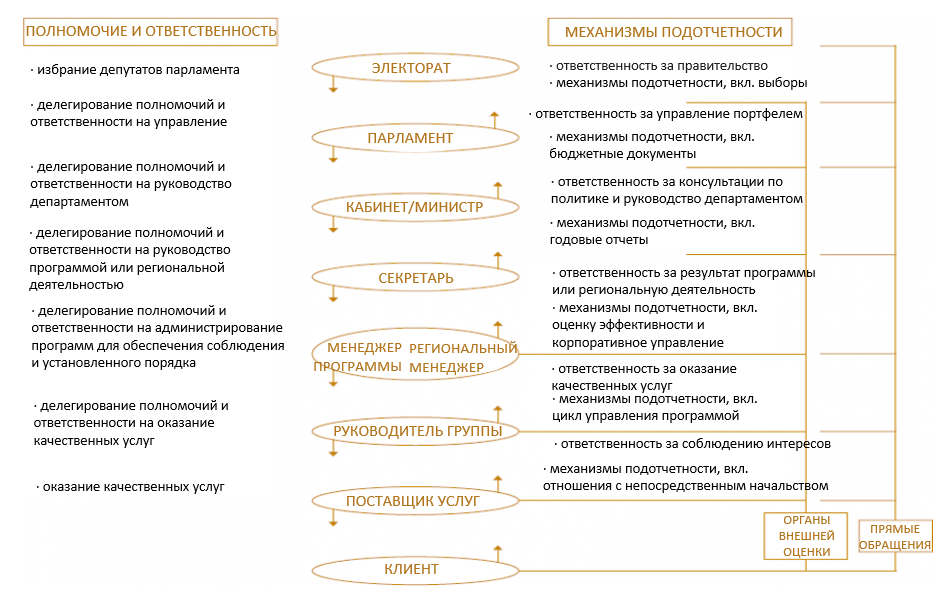 ПОЛНОМОЧИЕ И ОТВЕТСТВЕННОСТЬ
· избрание депутатов парламента
· делегирование полномочий и
ответственности на управление
· делегирование полномочий и
ответственности на руководство
департаментом
· делегирование полномочий и
ответственности на руководство
программой или региональной
деятельностью
· делегирование полномочий и
ответственности на администрирование
программ для обеспечения соблюдения
и установленного порядка
· делегирование полномочий и
ответственности на оказание
качественных услуг
· оказание качественных услуг
ЭЛЕКТОРАТ
ПАРЛАМЕНТ
КАБИНЕТ/МИНИСТР
СЕКРЕТАРЬ
МЕНЕДЖЕР
ПРОГРАММЫ
РЕГИОНАЛЬНЫЙ
МЕНЕДЖЕР
РУКОВОДИТЕЛЬ ГРУППЫ
ПОСТАВЩИК УСЛУГ
КЛИЕНТ
МЕХАНИЗМЫ ПОДОТЧЕТНОСТИ
· ответственность за правительство
· механизмы подотчетности, вкл. выборы
· ответственность за управление портфелем
· механизмы подотчетности, вкл.
бюджетные документы
· ответственность за консультации по
политике и руководство департаментом
· механизмы подотчетности, вкл.
годовые отчеты
· ответственность за результат программы
или региональную деятельность
· механизмы подотчетности, вкл.
оценку эффективности и
корпоративное управление
· ответственность за оказание
качественных услуг
· механизмы подотчетности, вкл.
цикл управления программой
· ответственность за соблюдению интересов
· механизмы подотчетности, вкл.
отношения с непосредственным начальством
ОРГАНЫ
ВНЕШНЕЙ
ОЦЕНКИ
ПРЯМЫЕ
ОБРАЩЕНИЯ